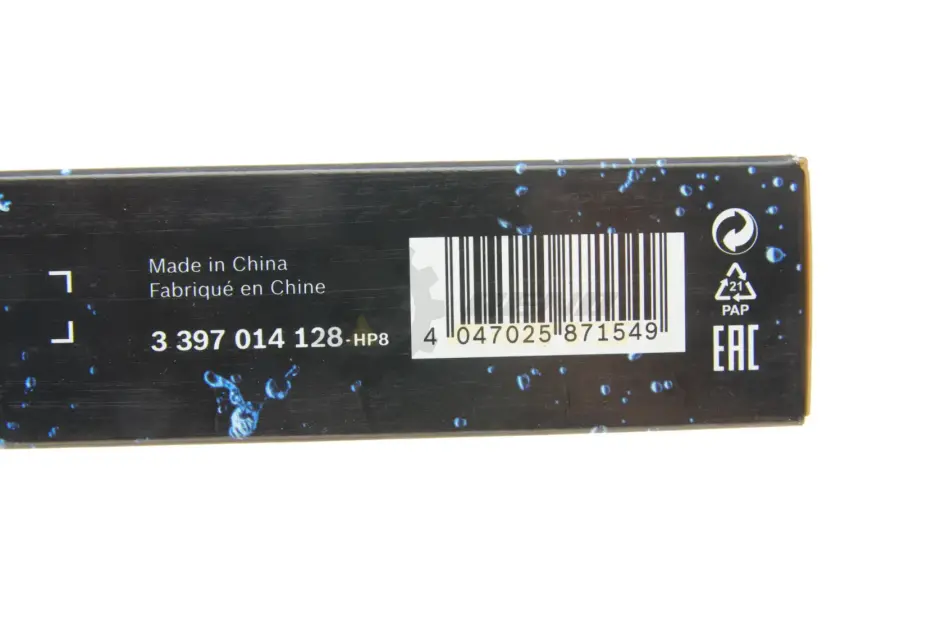 Made in China
Fabriqué en Chine
3 397 014 128-HP8
4 047025 871549
21
PAP
EAC